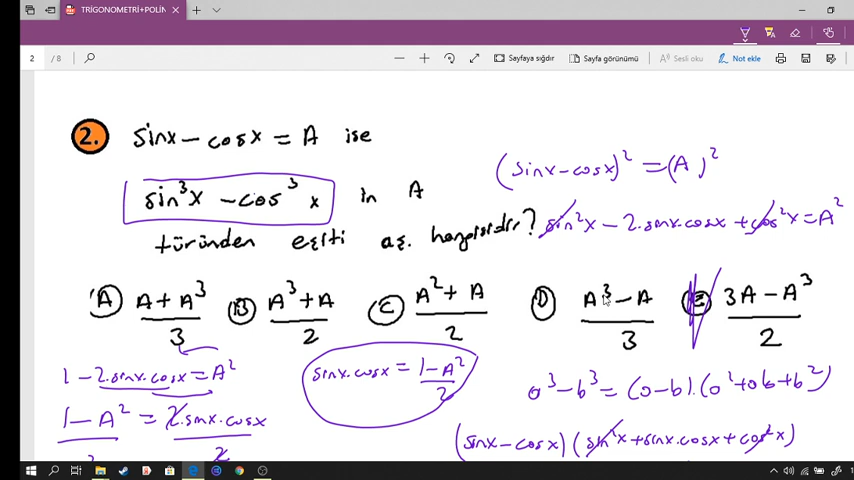 TRİGONOMETRİ+POLİN
2 /8
Sayfaya sığdır
Sayfa görünümü
Sesli oku
Not ekle
2. sinx - cosx = A ise
sin³x - cos³x in A
türünden eşiti aş. hangisidir?
(sinx - cosx)² = (A)²
sin²x - 2.sinx.cosx + cos²x = A²
A) A + A³ / 3
B) A³ + A / 2
C) A² + A / 2
D) A³ - A / 3
E) 3A - A³ / 2
1 - 2.sinx.cosx = A²
1 - A² = 2.sinx.cosx
2
sinx.cosx = 1 - A² / 2
a³ - b³ = (a - b).(a² + ab + b²)
(sinx - cosx)(sin²x + sinx.cosx + cos²x)